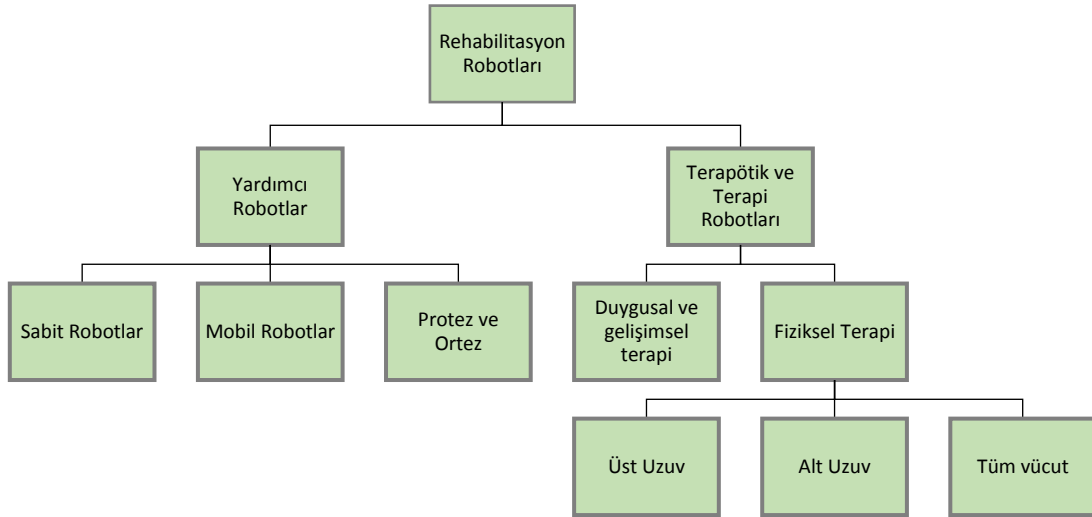 Rehabilitasyon
Robotları
Yardımcı
Robotlar
Terapötik ve
Terapi
Robotları
Sabit Robotlar
Mobil Robotlar
Protez ve
Ortez
Duygusal ve
gelişimsel
terapi
Fiziksel Terapi
Üst Uzuv
Alt Uzuv
Tüm vücut